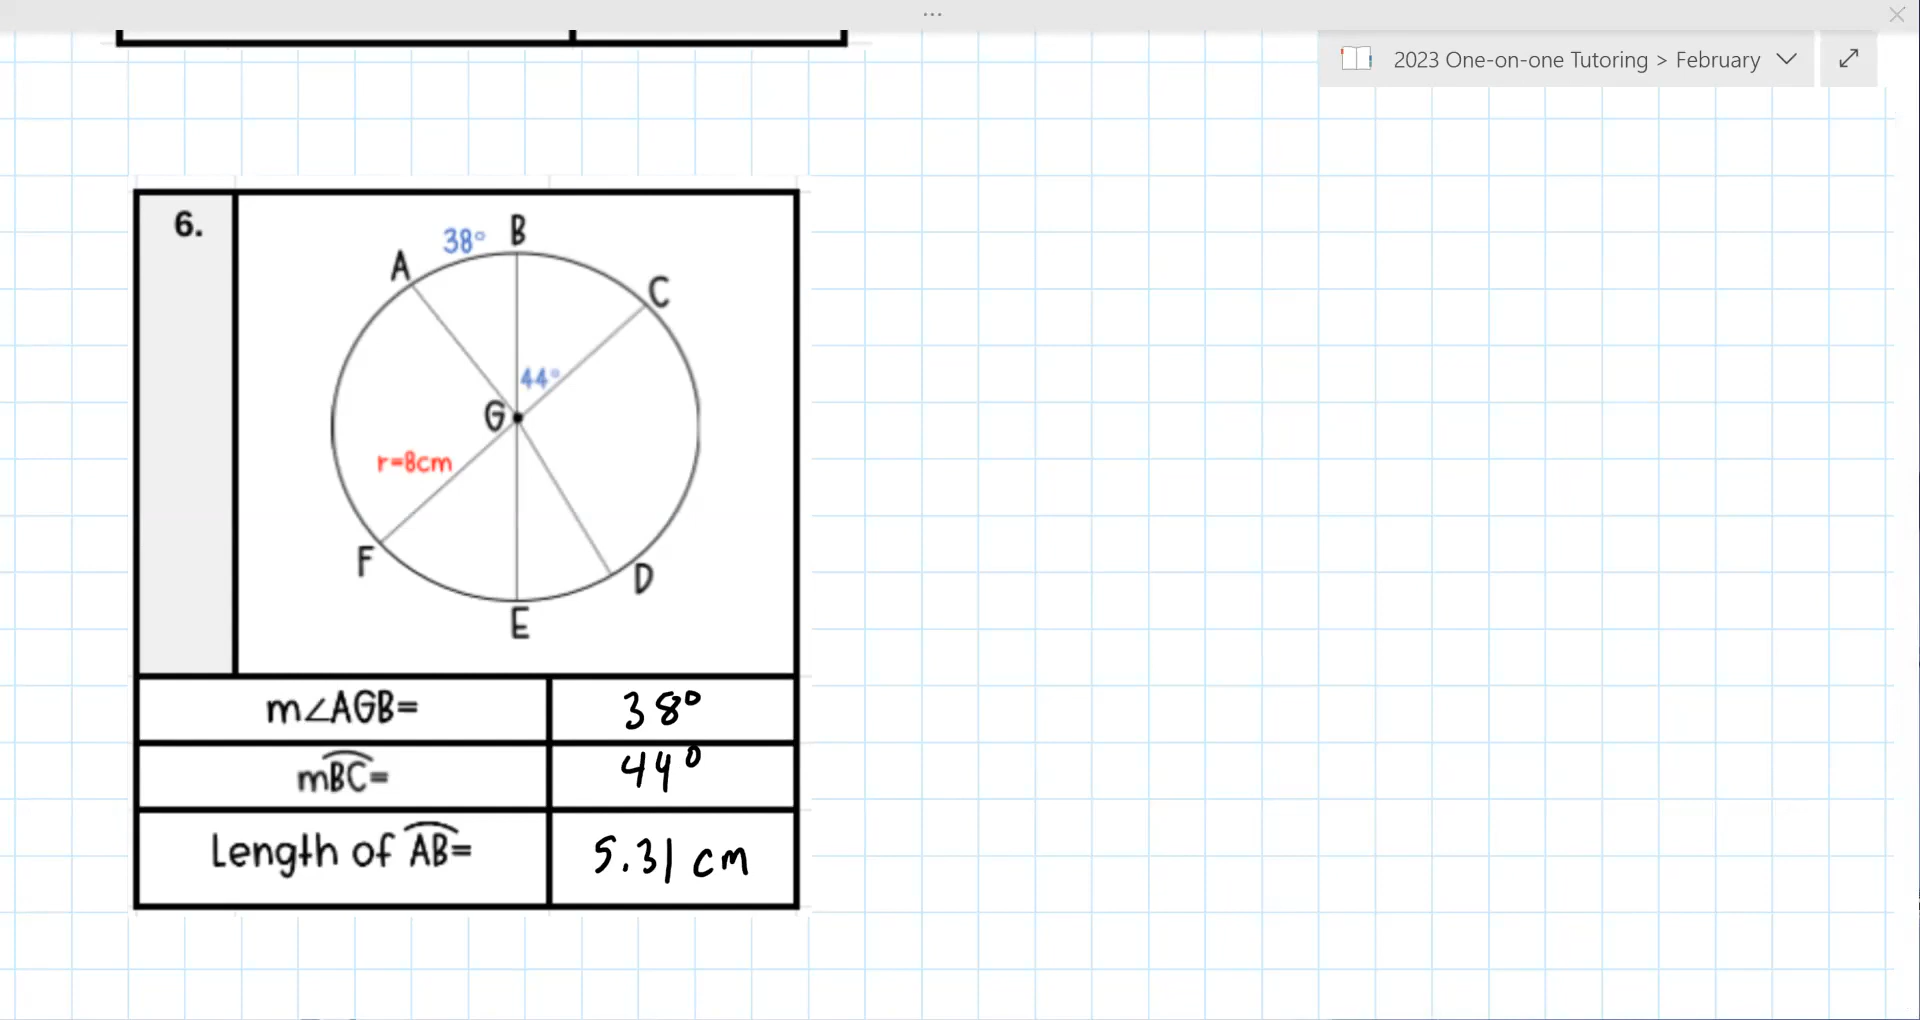 ...
2023 One-on-one Tutoring > February
6.
38°
B
A
C
44°
G
r=8cm
F
D
E
m∠AGB= 38°
mBC= 44°
Length of AB= 5.31 cm